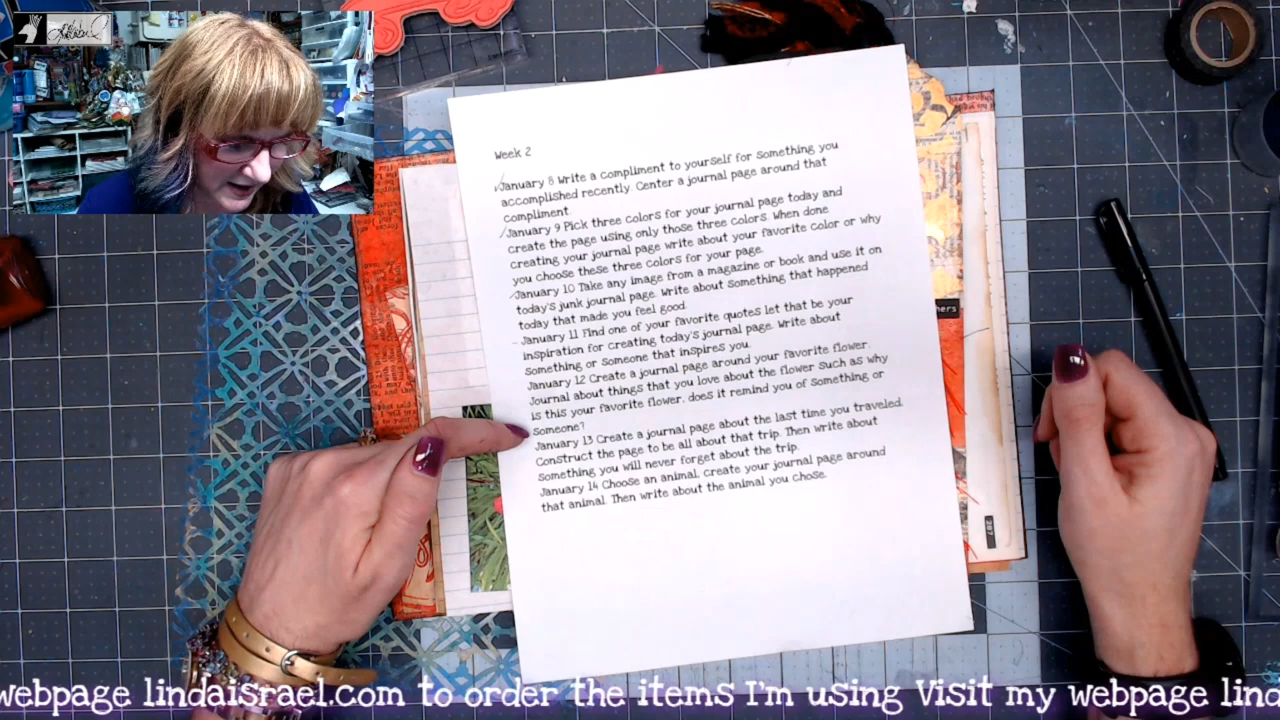 Week 2
January 8 Write a compliment to yourself for something you
accomplished recently. Center a journal page around that
compliment.
January 9 Pick three colors for your journal page today and
create the page using only those three colors. When done
creating your journal page write about your favorite color or why
you choose these three colors for your page.
January 10 Take any image from a magazine or book and use it on
today's junk journal page. Write about something that happened
today that made you feel good.
January 11 Find one of your favorite quotes let that be your
inspiration for creating today's journal page. Write about
something or someone that inspires you.
January 12 Create a journal page around your favorite flower.
Journal about things that you love about the flower such as why
is this your favorite flower, does it remind you of something or
someone?
January 13 Create a journal page about the last time you traveled.
Construct the page to be all about that trip. Then write about
something you will never forget about the trip.
January 14 Choose an animal. Create your journal page around
that animal. Then write about the animal you chose.
hers
287
webpage lindaisrael.com to order the items I'm using Visit my webpage lind